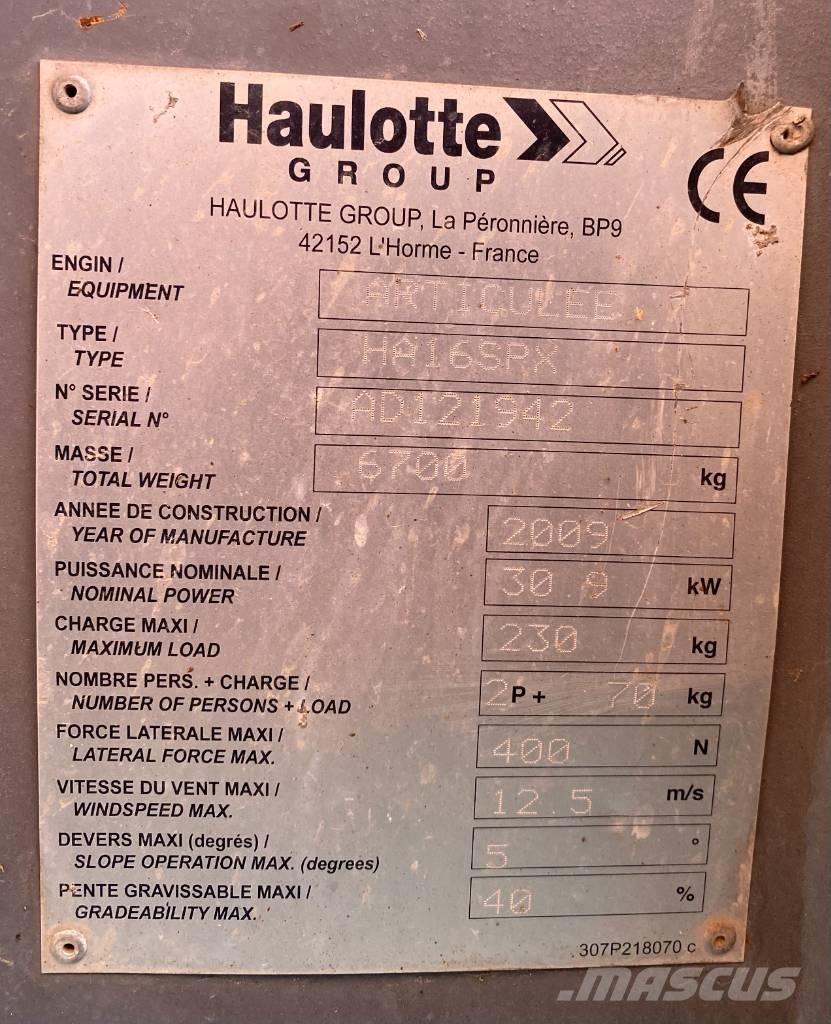 Haulotte
GROUP
CE
HAULOTTE GROUP, La Péronnière, BP9
42152 L'Horme - France
ENGIN /
EQUIPMENT
ARTICULEE
TYPE /
TYPE
HA16SPX
N° SERIE /
SERIAL N°
AD121942
MASSE /
TOTAL WEIGHT
6700 kg
ANNEE DE CONSTRUCTION /
YEAR OF MANUFACTURE
2009
PUISSANCE NOMINALE /
NOMINAL POWER
30.9 kW
CHARGE MAXI /
MAXIMUM LOAD
230 kg
NOMBRE PERS. + CHARGE /
NUMBER OF PERSONS + LOAD
2P + 70 kg
FORCE LATERALE MAXI /
LATERAL FORCE MAX.
400 N
VITESSE DU VENT MAXI /
WINDSPEED MAX.
12.5 m/s
DEVERS MAXI (degrés) /
SLOPE OPERATION MAX. (degrees)
5 °
PENTE GRAVISSABLE MAXI /
GRADEABILITY MAX.
40 %
307P218070 c
MASCUS